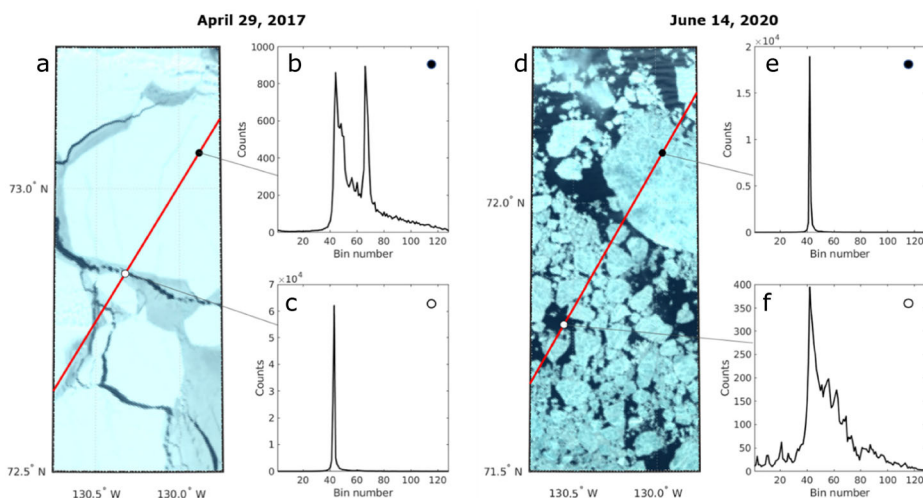 April 29, 2017
June 14, 2020
a
73.0° N
72.5° N
130.5° W
130.0° W
b
1000
800
600
400
200
0
Counts
20 40 60 80 100 120
Bin number
c
7 ×10⁴
6
5
4
3
2
1
0
Counts
20 40 60 80 100 120
Bin number
d
72.0° N
71.5° N
130.5° W
130.0° W
e
2 ×10⁴
1.5
1
0.5
0
Counts
20 40 60 80 100 120
Bin number
f
400
350
300
250
200
150
100
50
0
Counts
20 40 60 80 100 120
Bin number